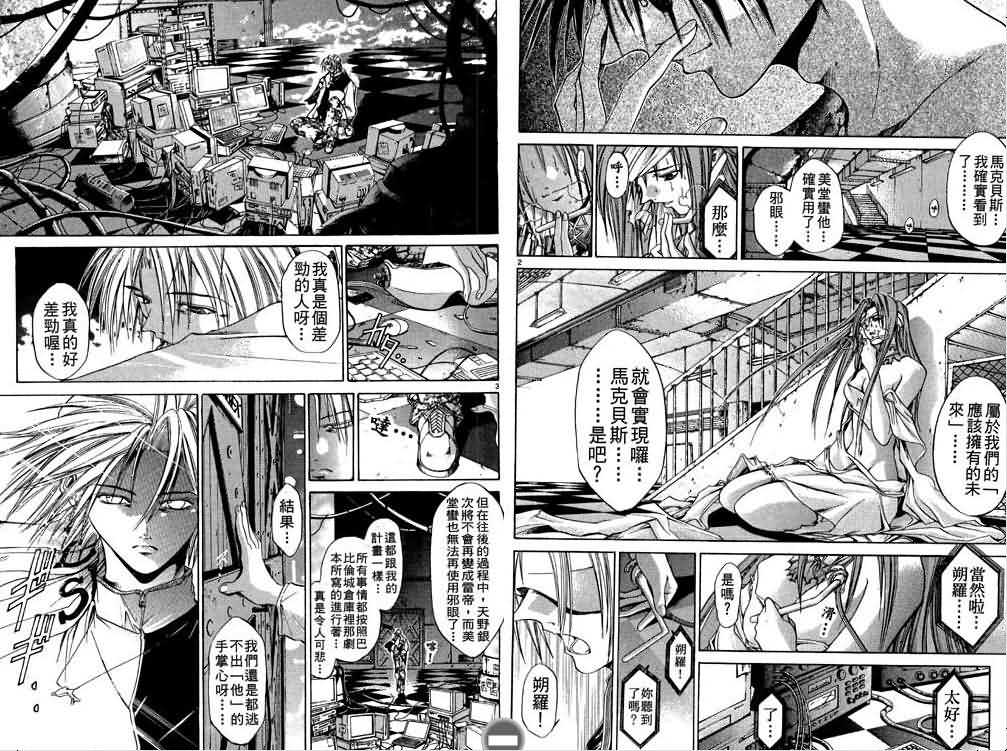 馬克貝斯
我確實看到
了……
美堂蠻他
確實用了…
邪眼…
呼…
那麼…
2
屬於我們的「
應該擁有的未
來」……
就會實現囉…
馬克貝斯……
………是吧？
當然啦…
朔羅…
滑…
是嗎？
太好…
了…
朔羅！
妳聽到
了嗎？
朔羅！
我真是個差
勁的人呀…
我真的好
差勁喔…
3
噠…
但在往後的過程中，天野銀
次將不會再變成雷帝，而美
堂蠻也無法再使用邪眼了…
這都跟我的
計畫一樣…
所有事情都按照巴
比倫城倉庫裡那劇
本所寫的進行著…
真是令人可悲…
結果…
我們還是都逃
不出「他」的
手掌心呀……
S